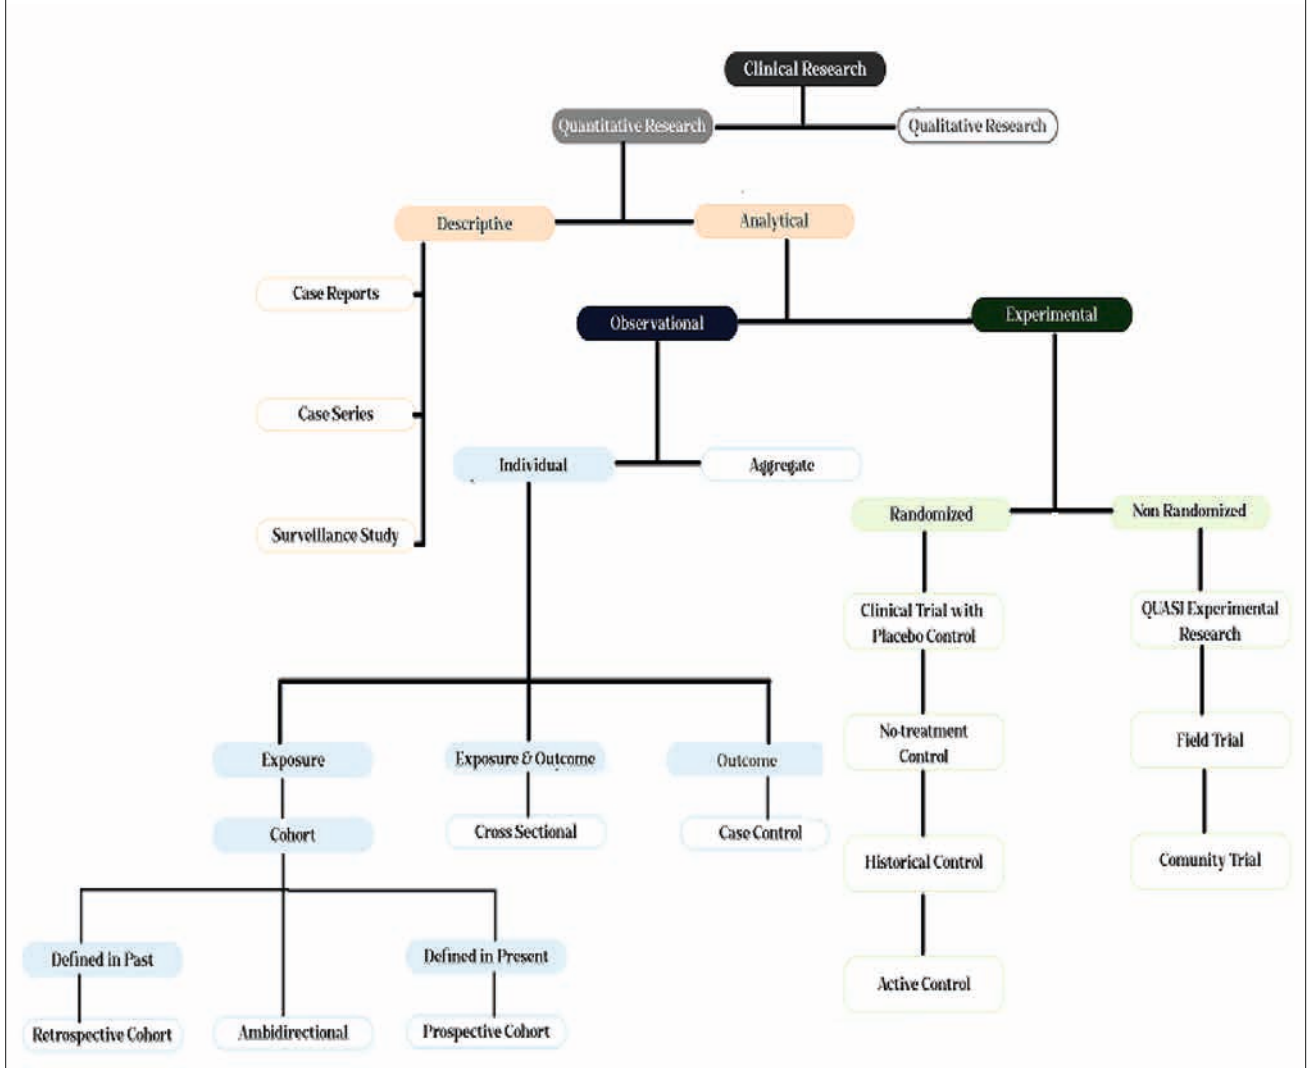 Clinical Research
Quantitative Research
Qualitative Research
Descriptive
Analytical
Case Reports
Observational
Experimental
Case Series
Individual
Aggregate
Surveillance Study
Randomized
Non Randomized
Clinical Trial with
Placebo Control
QUASI Experimental
Research
No-treatment
Control
Field Trial
Exposure
Exposure & Outcome
Outcome
Cohort
Cross Sectional
Case Control
Historical Control
Comunity Trial
Defined in Past
Defined in Present
Active Control
Retrospective Cohort
Ambidirectional
Prospective Cohort